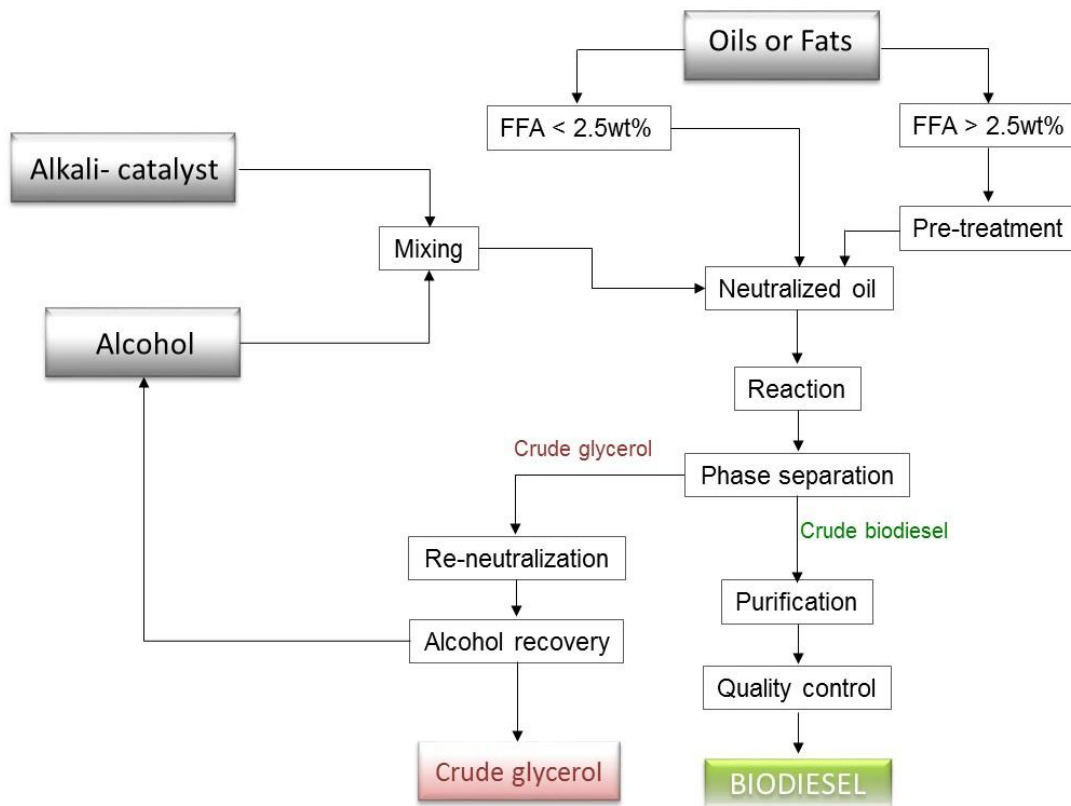 Oils or Fats
FFA < 2.5wt%
FFA > 2.5wt%
Alkali- catalyst
Pre-treatment
Mixing
Neutralized oil
Alcohol
Reaction
Crude glycerol
Phase separation
Crude biodiesel
Re-neutralization
Purification
Alcohol recovery
Quality control
Crude glycerol
BIODIESEL